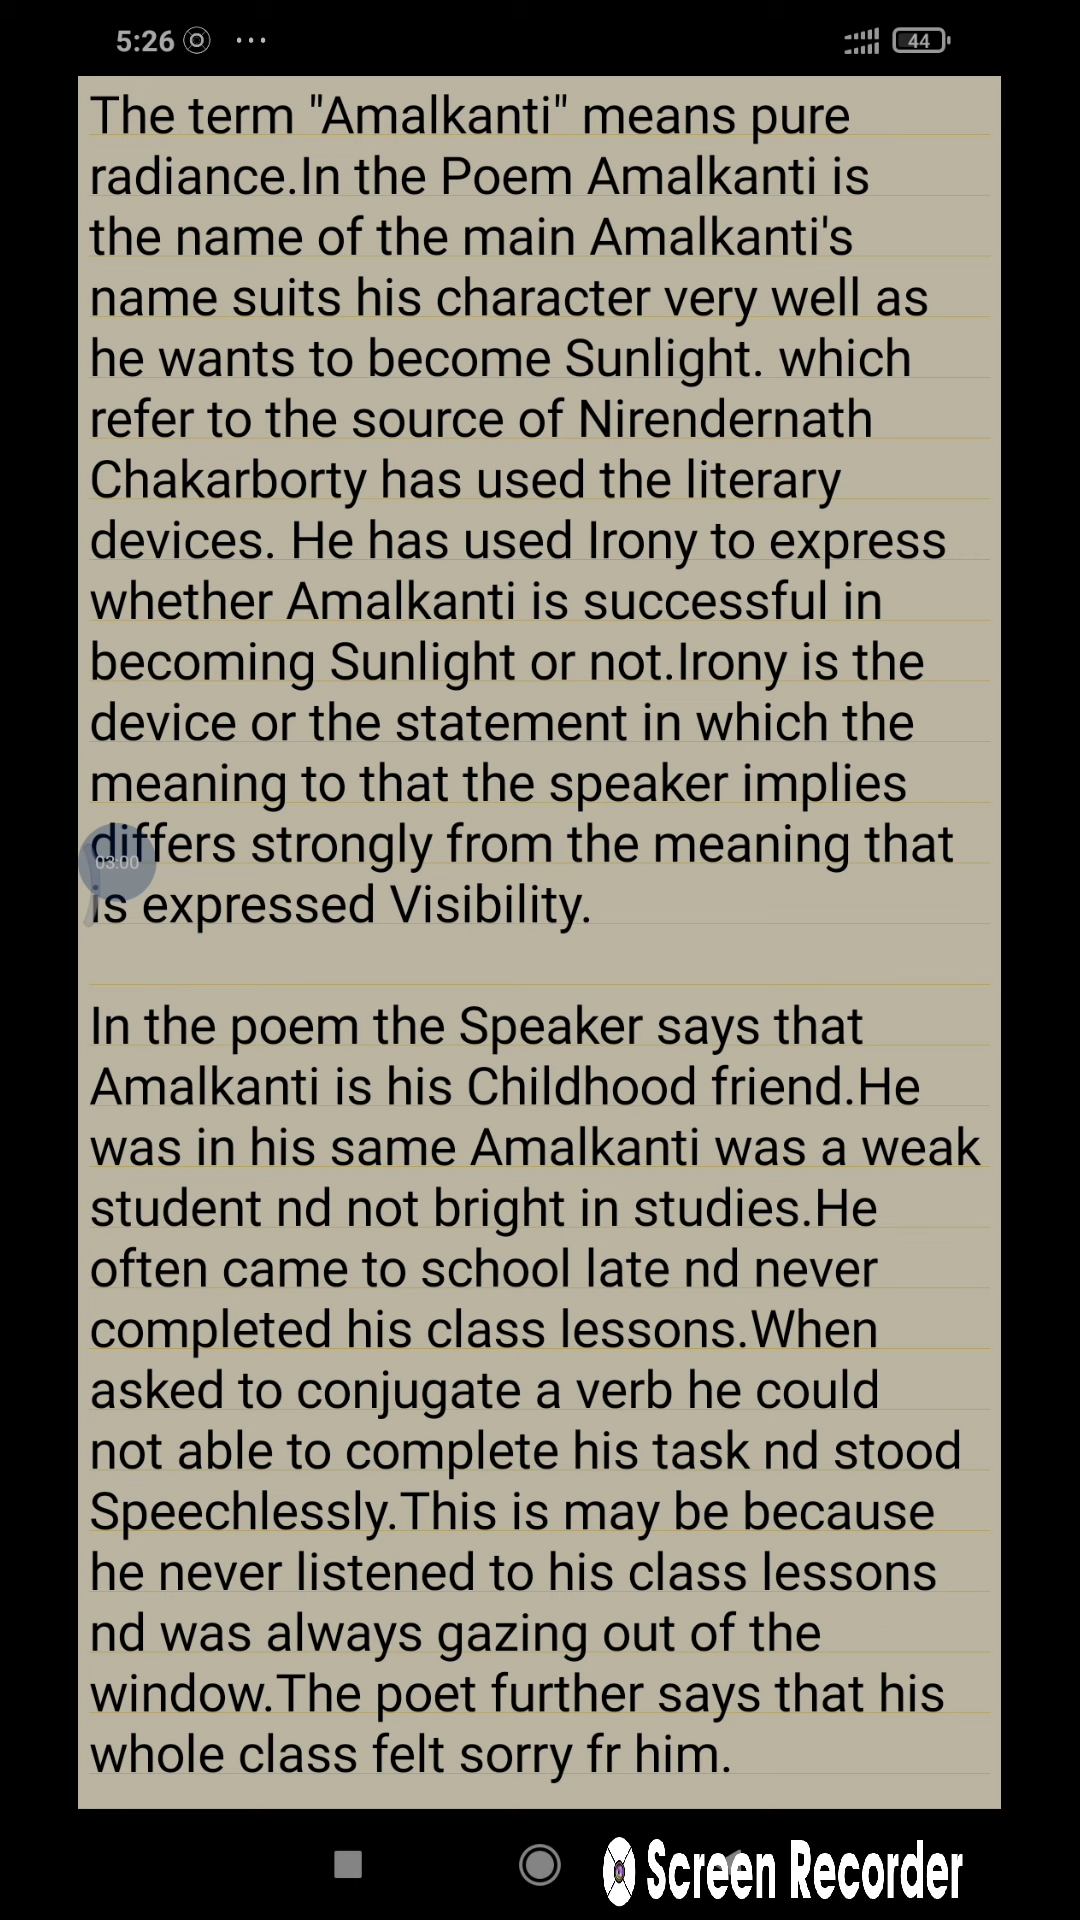 5:26
44
The term "Amalkanti" means pure
radiance.In the Poem Amalkanti is
the name of the main Amalkanti's
name suits his character very well as
he wants to become Sunlight. which
refer to the source of Nirendernath
Chakarborty has used the literary
devices. He has used Irony to express
whether Amalkanti is successful in
becoming Sunlight or not.Irony is the
device or the statement in which the
meaning to that the speaker implies
differs strongly from the meaning that
03:00
is expressed Visibility.
In the poem the Speaker says that
Amalkanti is his Childhood friend.He
was in his same Amalkanti was a weak
student nd not bright in studies.He
often came to school late nd never
completed his class lessons.When
asked to conjugate a verb he could
not able to complete his task nd stood
Speechlessly.This is may be because
he never listened to his class lessons
nd was always gazing out of the
window.The poet further says that his
whole class felt sorry fr him.
Screen Recorder